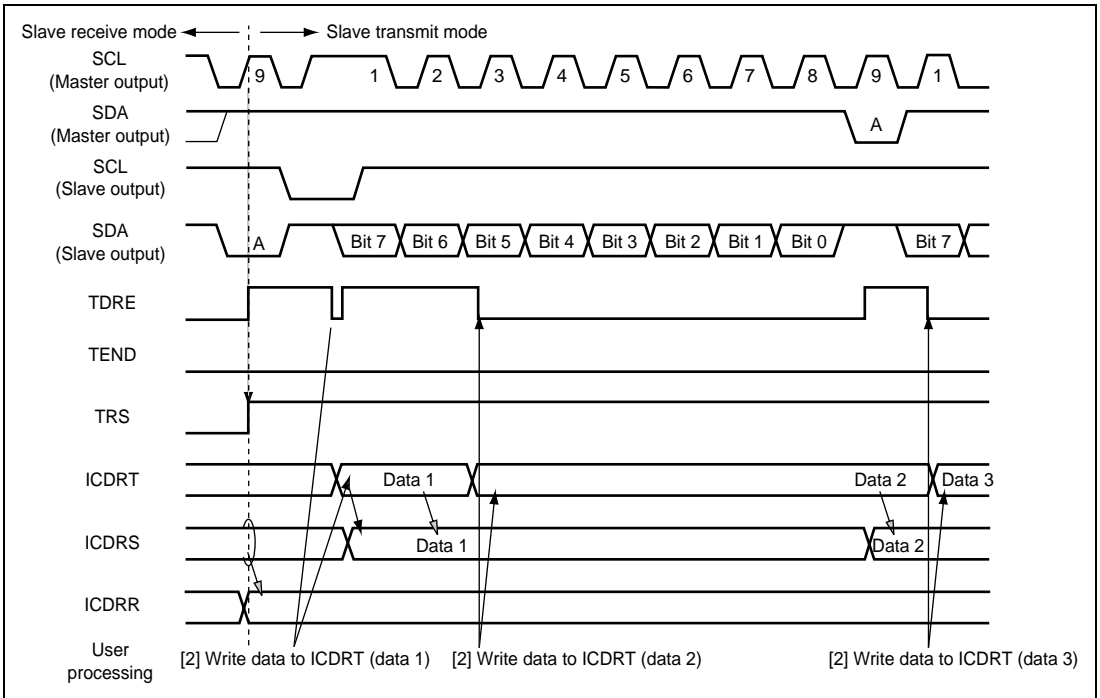 Slave receive mode Slave transmit mode
SCL
(Master output)
9 1 2 3 4 5 6 7 8 9 1
SDA
(Master output)
A
SCL
(Slave output)
SDA
(Slave output)
A Bit 7 Bit 6 Bit 5 Bit 4 Bit 3 Bit 2 Bit 1 Bit 0 Bit 7
TDRE
TEND
TRS
ICDRT
Data 1 Data 2 Data 3
ICDRS
Data 1 Data 2
ICDRR
User
processing
[2] Write data to ICDRT (data 1) [2] Write data to ICDRT (data 2) [2] Write data to ICDRT (data 3)